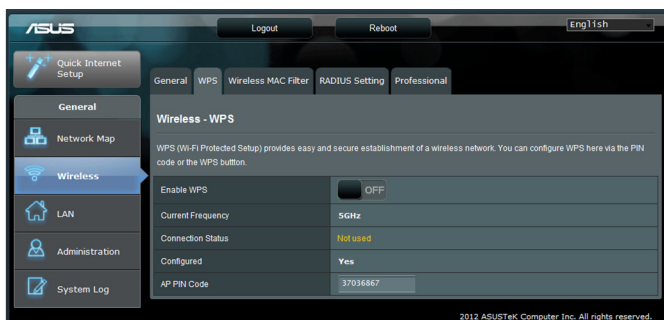 ASUS
Logout
Reboot
English
Quick Internet Setup
General
WPS
Wireless MAC Filter
RADIUS Setting
Professional
General
Network Map
Wireless
LAN
Administration
System Log
Wireless - WPS
WPS (Wi-Fi Protected Setup) provides easy and secure establishment of a wireless network. You can configure WPS here via the PIN
code or the WPS buttton.
Enable WPS
OFF
Current Frequency
5GHz
Connection Status
Not used
Configured
Yes
AP PIN Code
37036867
2012 ASUSTeK Computer Inc. All rights reserved.